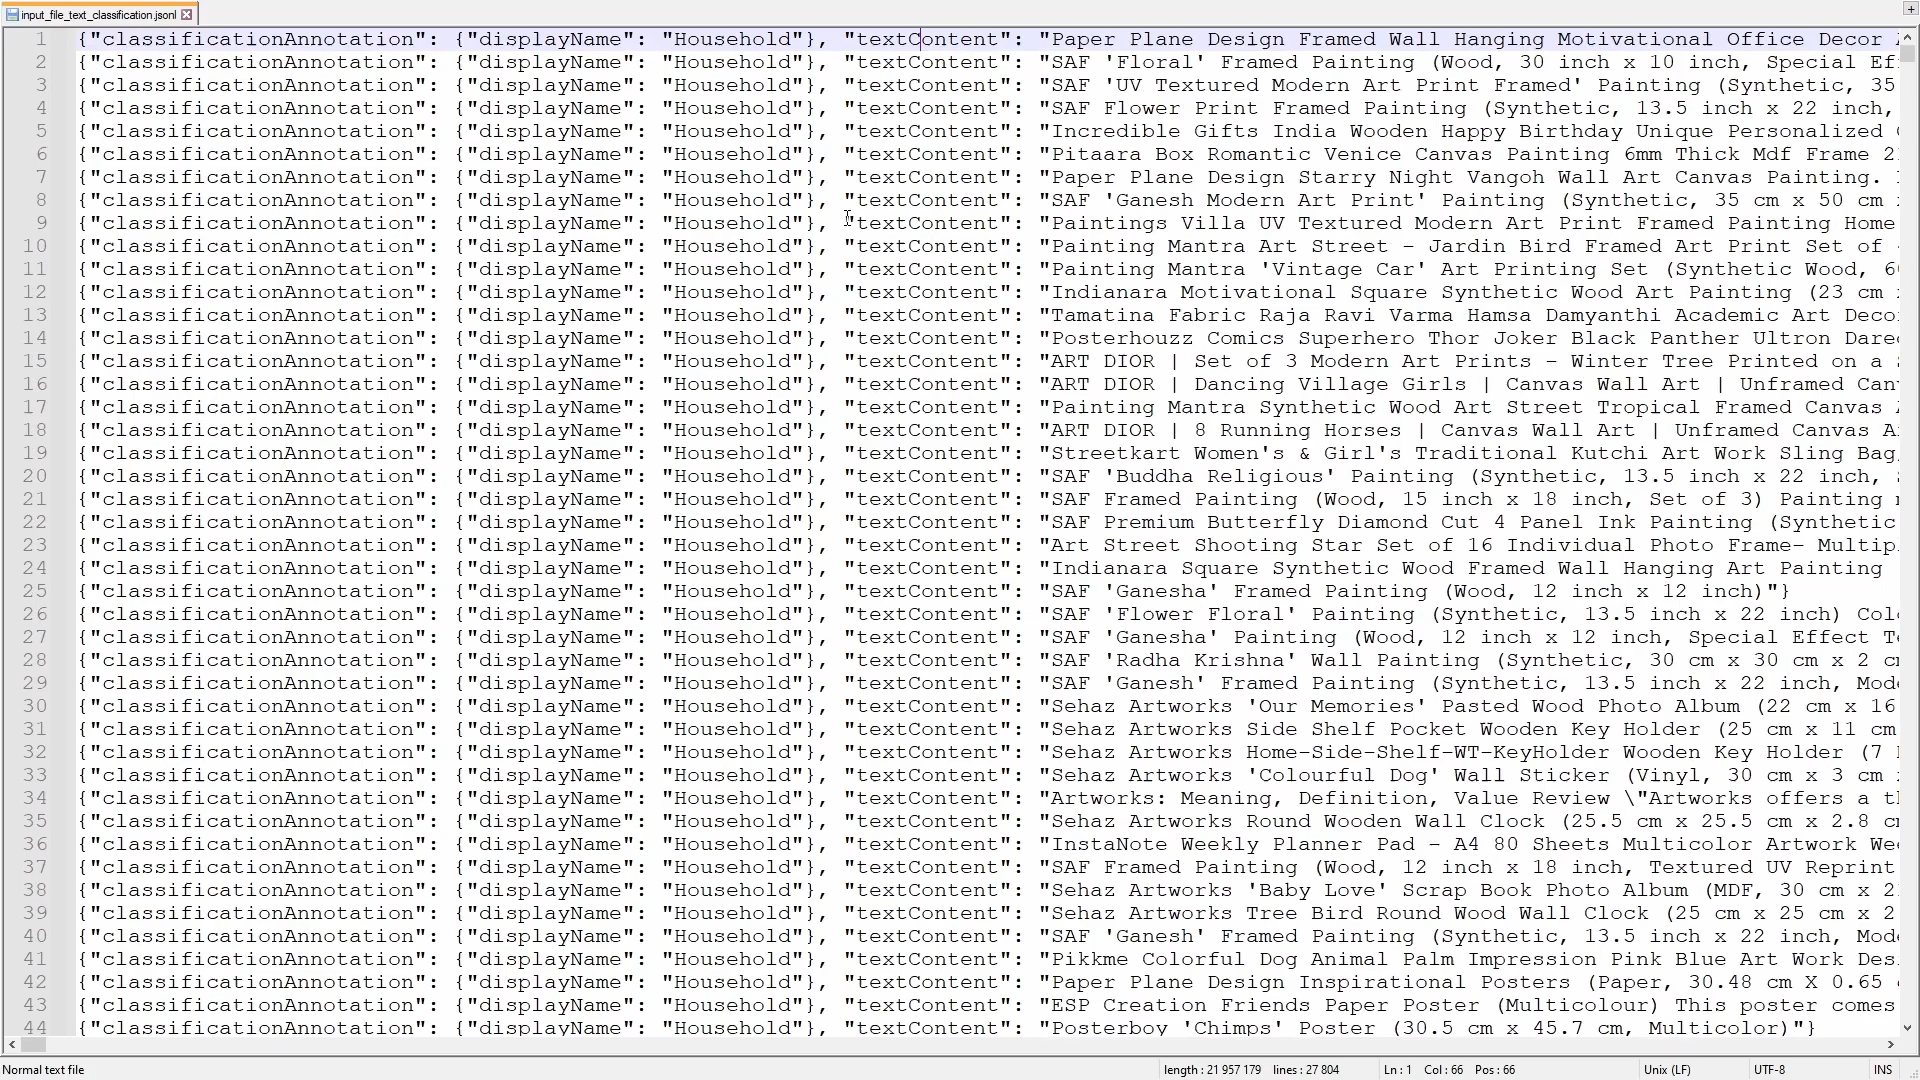 input_file_text_classification.jsonl
1 {"classificationAnnotation": {"displayName": "Household"}, "textContent": "Paper Plane Design Framed Wall Hanging Motivational Office Decor
2 {"classificationAnnotation": {"displayName": "Household"}, "textContent": "SAF 'Floral' Framed Painting (Wood, 30 inch x 10 inch, Special Ef
3 {"classificationAnnotation": {"displayName": "Household"}, "textContent": "SAF 'UV Textured Modern Art Print Framed' Painting (Synthetic, 35
4 {"classificationAnnotation": {"displayName": "Household"}, "textContent": "SAF Flower Print Framed Painting (Synthetic, 13.5 inch x 22 inch,
5 {"classificationAnnotation": {"displayName": "Household"}, "textContent": "Incredible Gifts India Wooden Happy Birthday Unique Personalized
6 {"classificationAnnotation": {"displayName": "Household"}, "textContent": "Pitaara Box Romantic Venice Canvas Painting 6mm Thick Mdf Frame 2
7 {"classificationAnnotation": {"displayName": "Household"}, "textContent": "Paper Plane Design Starry Night Vangoh Wall Art Canvas Painting.
8 {"classificationAnnotation": {"displayName": "Household"}, "textContent": "SAF 'Ganesh Modern Art Print' Painting (Synthetic, 35 cm x 50 cm
9 {"classificationAnnotation": {"displayName": "Household"}, "textContent": "Paintings Villa UV Textured Modern Art Print Framed Painting Home
10 {"classificationAnnotation": {"displayName": "Household"}, "textContent": "Painting Mantra Art Street - Jardin Bird Framed Art Print Set of
11 {"classificationAnnotation": {"displayName": "Household"}, "textContent": "Painting Mantra 'Vintage Car' Art Printing Set (Synthetic Wood, 6
12 {"classificationAnnotation": {"displayName": "Household"}, "textContent": "Indianara Motivational Square Synthetic Wood Art Painting (23 cm
13 {"classificationAnnotation": {"displayName": "Household"}, "textContent": "Tamatina Fabric Raja Ravi Varma Hamsa Damyanthi Academic Art Deco
14 {"classificationAnnotation": {"displayName": "Household"}, "textContent": "Posterhouzz Comics Superhero Thor Joker Black Panther Ultron Dare
15 {"classificationAnnotation": {"displayName": "Household"}, "textContent": "ART DIOR | Set of 3 Modern Art Prints - Winter Tree Printed on a
16 {"classificationAnnotation": {"displayName": "Household"}, "textContent": "ART DIOR | Dancing Village Girls | Canvas Wall Art | Unframed Can
17 {"classificationAnnotation": {"displayName": "Household"}, "textContent": "Painting Mantra Synthetic Wood Art Street Tropical Framed Canvas
18 {"classificationAnnotation": {"displayName": "Household"}, "textContent": "ART DIOR | 8 Running Horses | Canvas Wall Art | Unframed Canvas A
19 {"classificationAnnotation": {"displayName": "Household"}, "textContent": "Streetkart Women's & Girl's Traditional Kutchi Art Work Sling Bag
20 {"classificationAnnotation": {"displayName": "Household"}, "textContent": "SAF 'Buddha Religious' Painting (Synthetic, 13.5 inch x 22 inch,
21 {"classificationAnnotation": {"displayName": "Household"}, "textContent": "SAF Framed Painting (Wood, 15 inch x 18 inch, Set of 3) Painting
22 {"classificationAnnotation": {"displayName": "Household"}, "textContent": "SAF Premium Butterfly Diamond Cut 4 Panel Ink Painting (Synthetic
23 {"classificationAnnotation": {"displayName": "Household"}, "textContent": "Art Street Shooting Star Set of 16 Individual Photo Frame- Multip
24 {"classificationAnnotation": {"displayName": "Household"}, "textContent": "Indianara Square Synthetic Wood Framed Wall Hanging Art Painting
25 {"classificationAnnotation": {"displayName": "Household"}, "textContent": "SAF 'Ganesha' Framed Painting (Wood, 12 inch x 12 inch)"}
26 {"classificationAnnotation": {"displayName": "Household"}, "textContent": "SAF 'Flower Floral' Painting (Synthetic, 13.5 inch x 22 inch) Colo
27 {"classificationAnnotation": {"displayName": "Household"}, "textContent": "SAF 'Ganesha' Painting (Wood, 12 inch x 12 inch, Special Effect Te
28 {"classificationAnnotation": {"displayName": "Household"}, "textContent": "SAF 'Radha Krishna' Wall Painting (Synthetic, 30 cm x 30 cm x 2 cm
29 {"classificationAnnotation": {"displayName": "Household"}, "textContent": "SAF 'Ganesh' Framed Painting (Synthetic, 13.5 inch x 22 inch, Mode
30 {"classificationAnnotation": {"displayName": "Household"}, "textContent": "Sehaz Artworks 'Our Memories' Pasted Wood Photo Album (22 cm x 16
31 {"classificationAnnotation": {"displayName": "Household"}, "textContent": "Sehaz Artworks Side Shelf Pocket Wooden Key Holder (25 cm x 11 cm
32 {"classificationAnnotation": {"displayName": "Household"}, "textContent": "Sehaz Artworks Home-Side-Shelf-WT-KeyHolder Wooden Key Holder (7
33 {"classificationAnnotation": {"displayName": "Household"}, "textContent": "Sehaz Artworks 'Colourful Dog' Wall Sticker (Vinyl, 30 cm x 3 cm
34 {"classificationAnnotation": {"displayName": "Household"}, "textContent": "Artworks: Meaning, Definition, Value Review \"Artworks offers a th
35 {"classificationAnnotation": {"displayName": "Household"}, "textContent": "Sehaz Artworks Round Wooden Wall Clock (25.5 cm x 25.5 cm x 2.8 cm
36 {"classificationAnnotation": {"displayName": "Household"}, "textContent": "InstaNote Weekly Planner Pad - A4 80 Sheets Multicolor Artwork Wee
37 {"classificationAnnotation": {"displayName": "Household"}, "textContent": "SAF Framed Painting (Wood, 12 inch x 18 inch, Textured UV Reprint
38 {"classificationAnnotation": {"displayName": "Household"}, "textContent": "Sehaz Artworks 'Baby Love' Scrap Book Photo Album (MDF, 30 cm x 2
39 {"classificationAnnotation": {"displayName": "Household"}, "textContent": "Sehaz Artworks Tree Bird Round Wood Wall Clock (25 cm x 25 cm x 2
40 {"classificationAnnotation": {"displayName": "Household"}, "textContent": "SAF 'Ganesh' Framed Painting (Synthetic, 13.5 inch x 22 inch, Mode
41 {"classificationAnnotation": {"displayName": "Household"}, "textContent": "Pikkme Colorful Dog Animal Palm Impression Pink Blue Art Work Des
42 {"classificationAnnotation": {"displayName": "Household"}, "textContent": "Paper Plane Design Inspirational Posters (Paper, 30.48 cm X 0.65
43 {"classificationAnnotation": {"displayName": "Household"}, "textContent": "ESP Creation Friends Paper Poster (Multicolour) This poster comes
44 {"classificationAnnotation": {"displayName": "Household"}, "textContent": "Posterboy 'Chimps' Poster (30.5 cm x 45.7 cm, Multicolor)"}
Normal text file length : 21 957 179 lines : 27 804 Ln : 1 Col : 66 Pos : 66 Unix (LF) UTF-8 INS